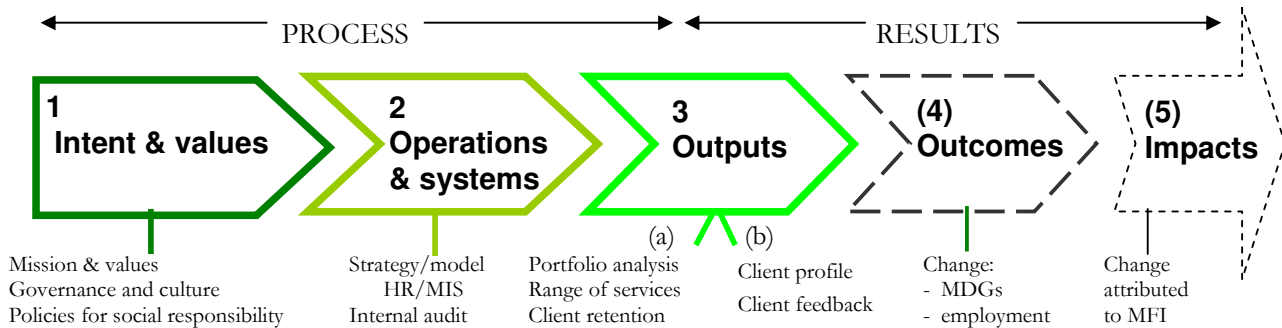 PROCESS
RESULTS
1
Intent & values
2
Operations
& systems
3
Outputs
(4)
Outcomes
(5)
Impacts
Mission & values
Governance and culture
Policies for social responsibility
Strategy/model
HR/MIS
Internal audit
(a)
Portfolio analysis
Range of services
Client retention
(b)
Client profile
Client feedback
Change:
- MDGs
- employment
Change
attributed
to MFI